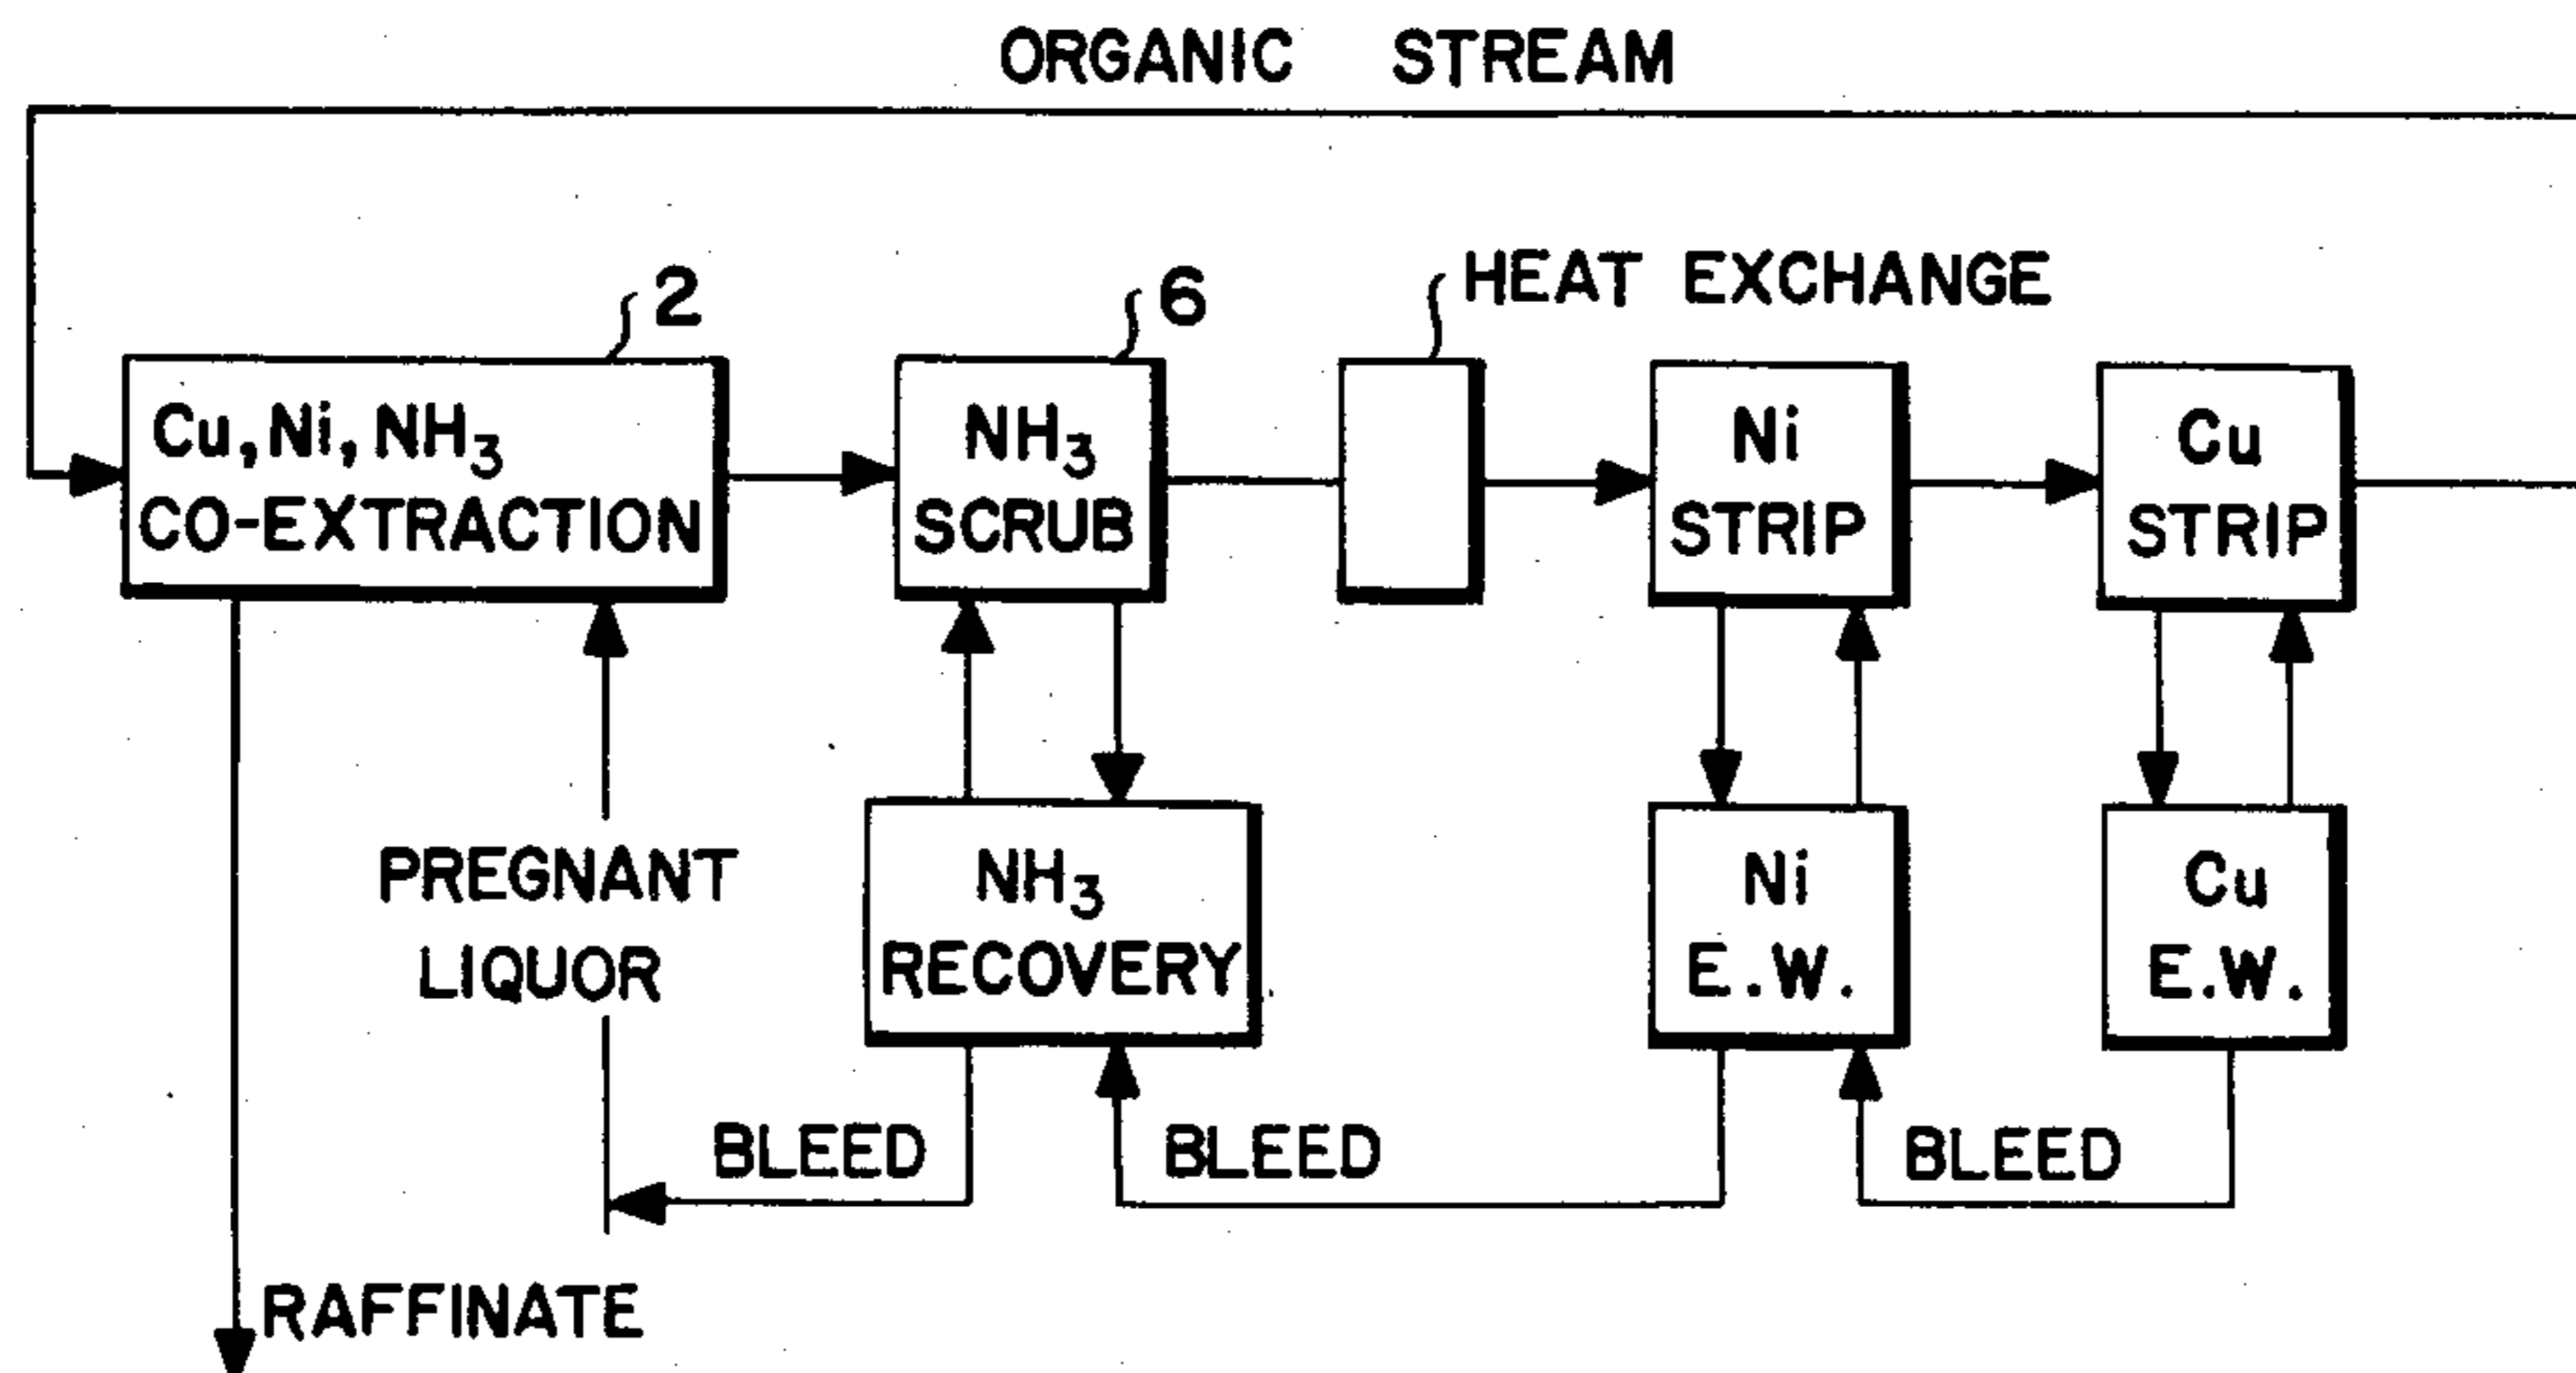 ORGANIC STREAM
2
6
HEAT EXCHANGE
Cu, Ni, NH3
CO-EXTRACTION
NH3
SCRUB
Ni
STRIP
Cu
STRIP
PREGNANT
LIQUOR
NH3
RECOVERY
Ni
E.W.
Cu
E.W.
BLEED
BLEED
BLEED
RAFFINATE